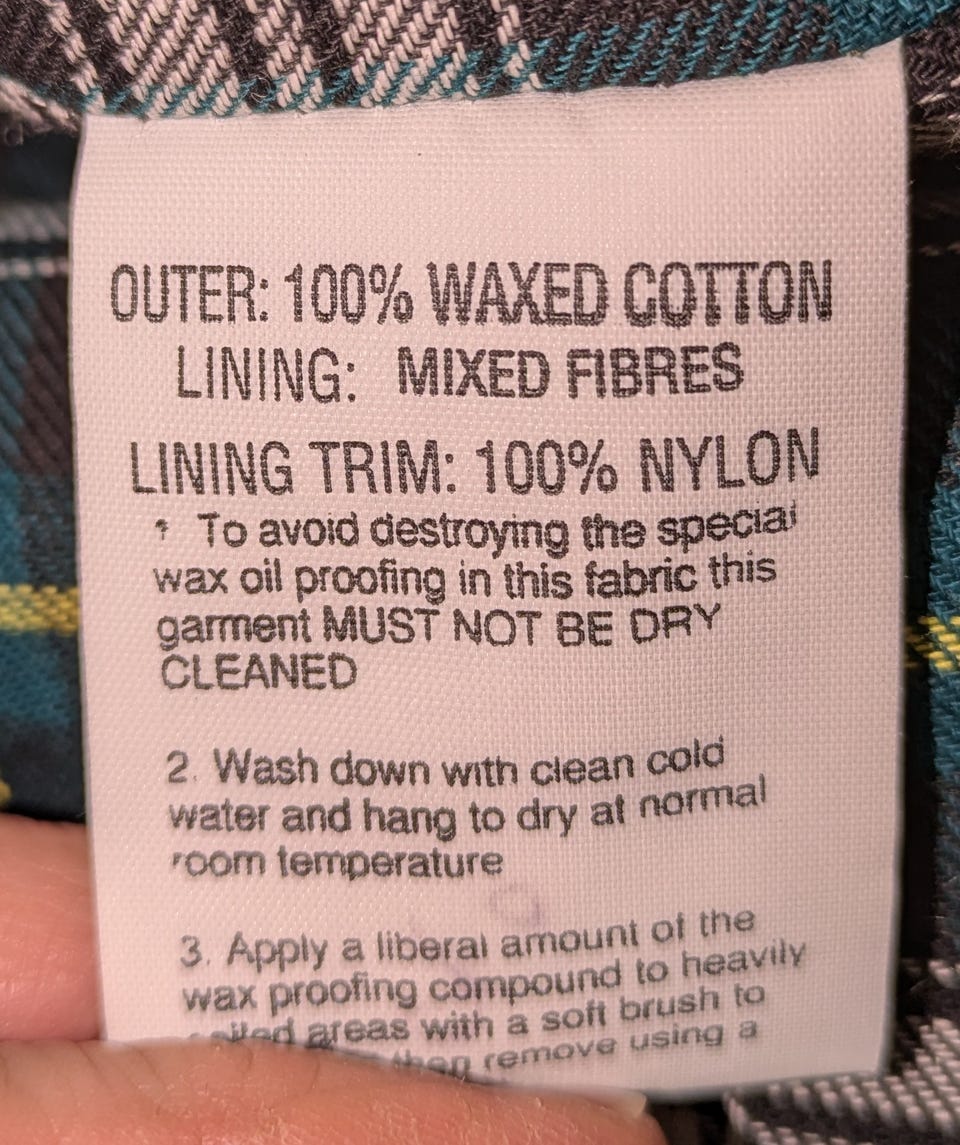 OUTER: 100% WAXED COTTON
LINING: MIXED FIBRES
LINING TRIM: 100% NYLON
To avoid destroying the special
wax oil proofing in this fabric this
garment MUST NOT BE DRY
CLEANED
2. Wash down with clean cold
water and hang to dry at normal
room temperature
3. Apply a liberal amount of the
wax proofing compound to heavily
areas with a soft brush to
then remove using a